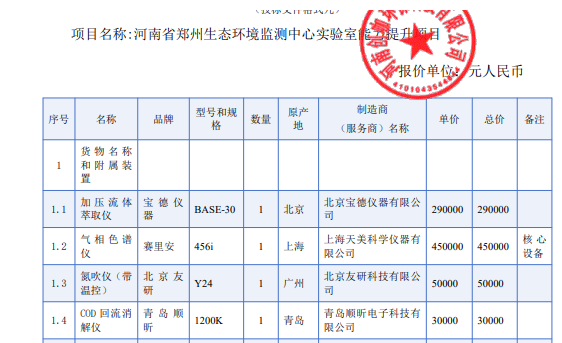 (投标文件格式九)
项目名称:河南省郑州生态环境监测中心实验室能力提升项目
报价单位: 元人民币
4101043544
序号 名称 品牌 型号和规格 数量 原产地 制造商(服务商)名称 单价 总价 备注
1 货物名称和附属装置
1.1 加压流体萃取仪 宝德仪器 BASE-30 1 北京 北京宝德仪器有限公司 290000 290000
1.2 气相色谱仪 赛里安 456i 1 上海 上海天美科学仪器有限公司 450000 450000 核心设备
1.3 氮吹仪(带温控) 北京友研 Y24 1 广州 北京友研科技有限公司 50000 50000
1.4 COD回流消解仪 青岛顺昕 1200K 1 青岛 青岛顺昕电子科技有限公司 30000 30000